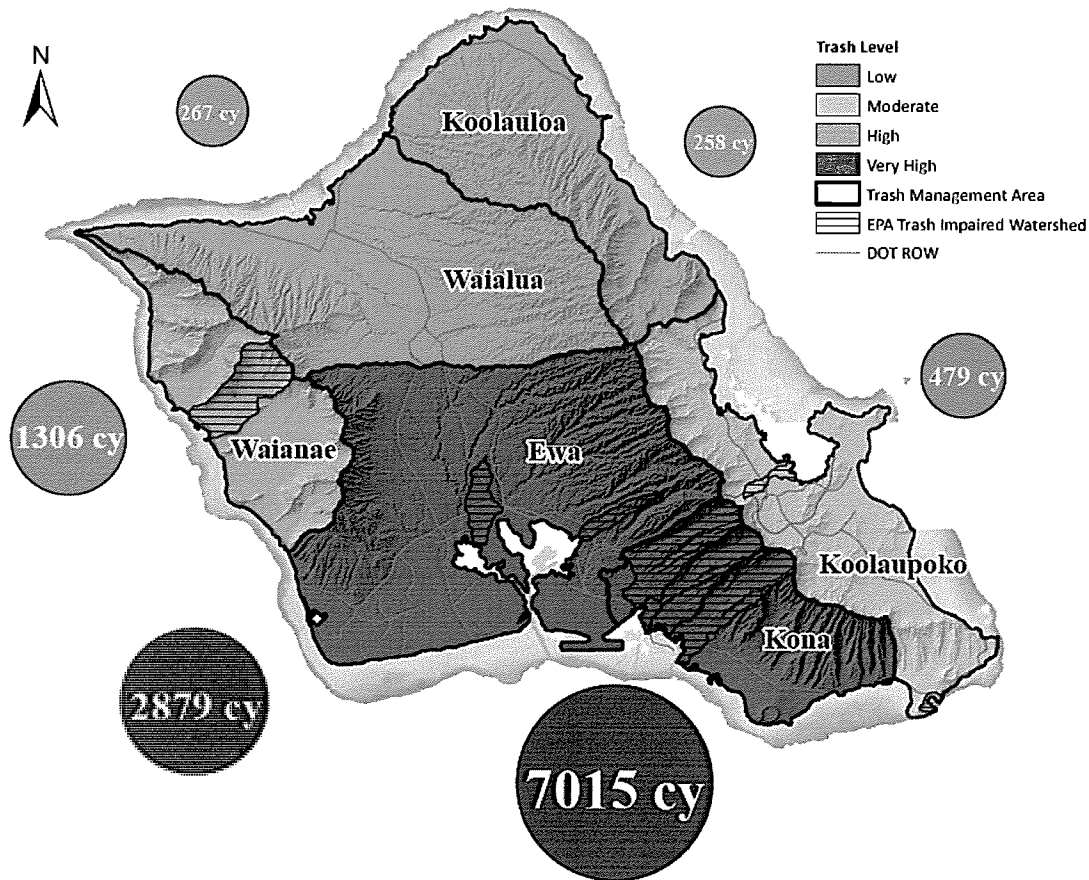 N
267 cy
Koolauloa
258 cy
Trash Level
Low
Moderate
High
Very High
Trash Management Area
EPA Trash Impaired Watershed
DOT ROW
Waialua
479 cy
1306 cy
Waianae
Ewa
Koolaupoko
Kona
2879 cy
7015 cy